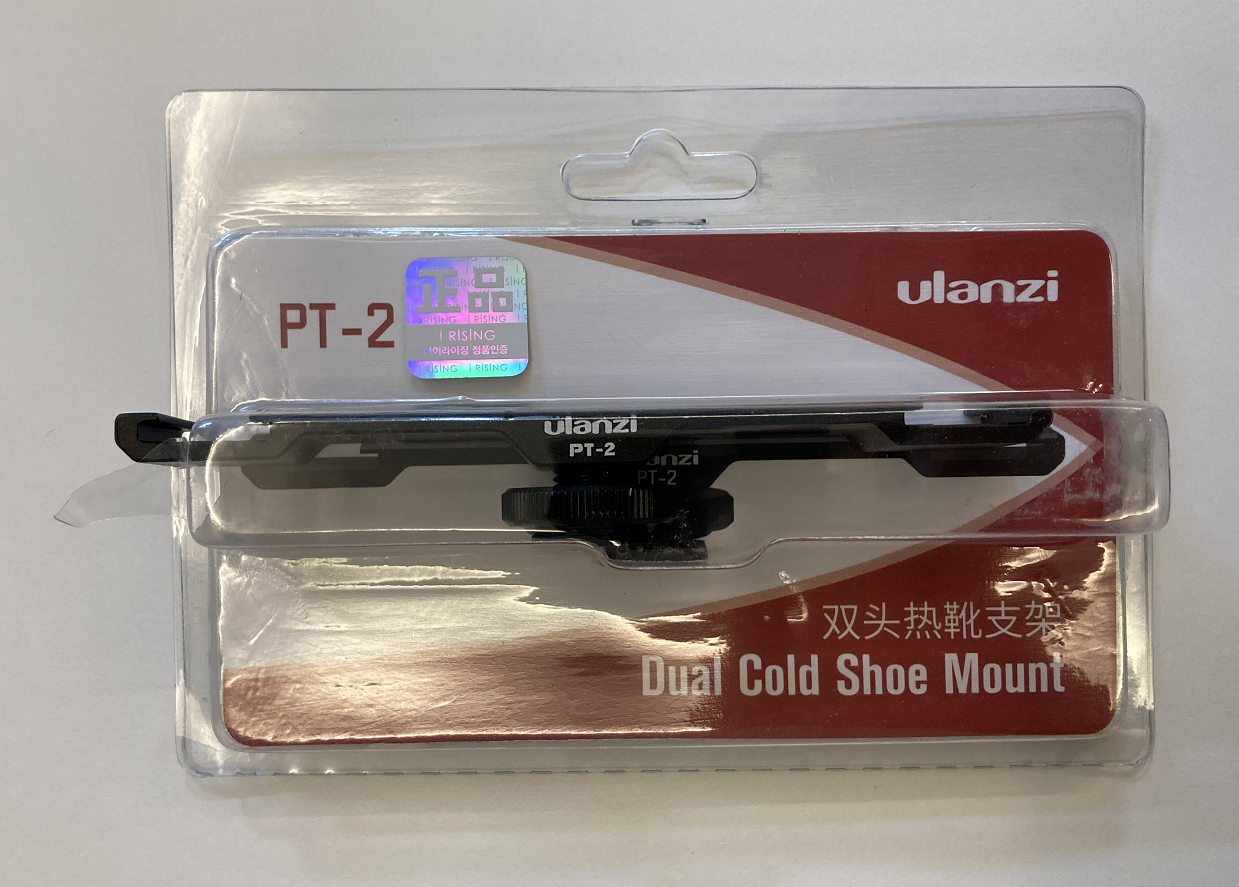 ulanzi
PT-2
正品
I RISING
아이라이징 정품인증
I RISING I RISING
ulanzi
PT-2
anzi
PT-2
双头热靴支架
Dual Cold Shoe Mount